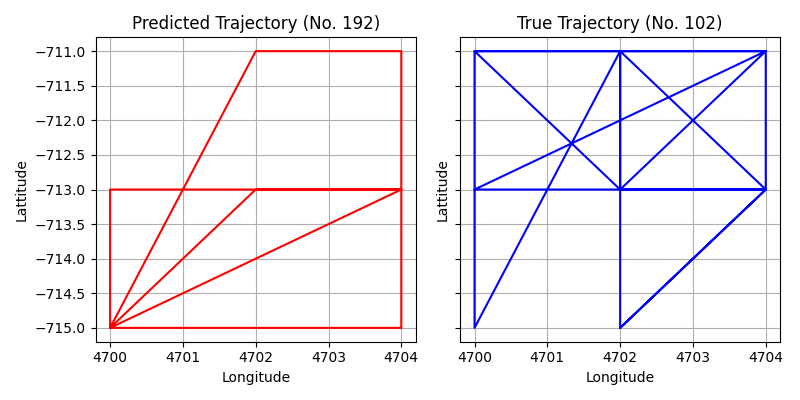 Predicted Trajectory (No. 192)
True Trajectory (No. 102)
−711.0
−711.5
−712.0
−712.5
−713.0
−713.5
−714.0
−714.5
−715.0
Lattitude
Lattitude
4700 4701 4702 4703 4704
4700 4701 4702 4703 4704
Longitude
Longitude